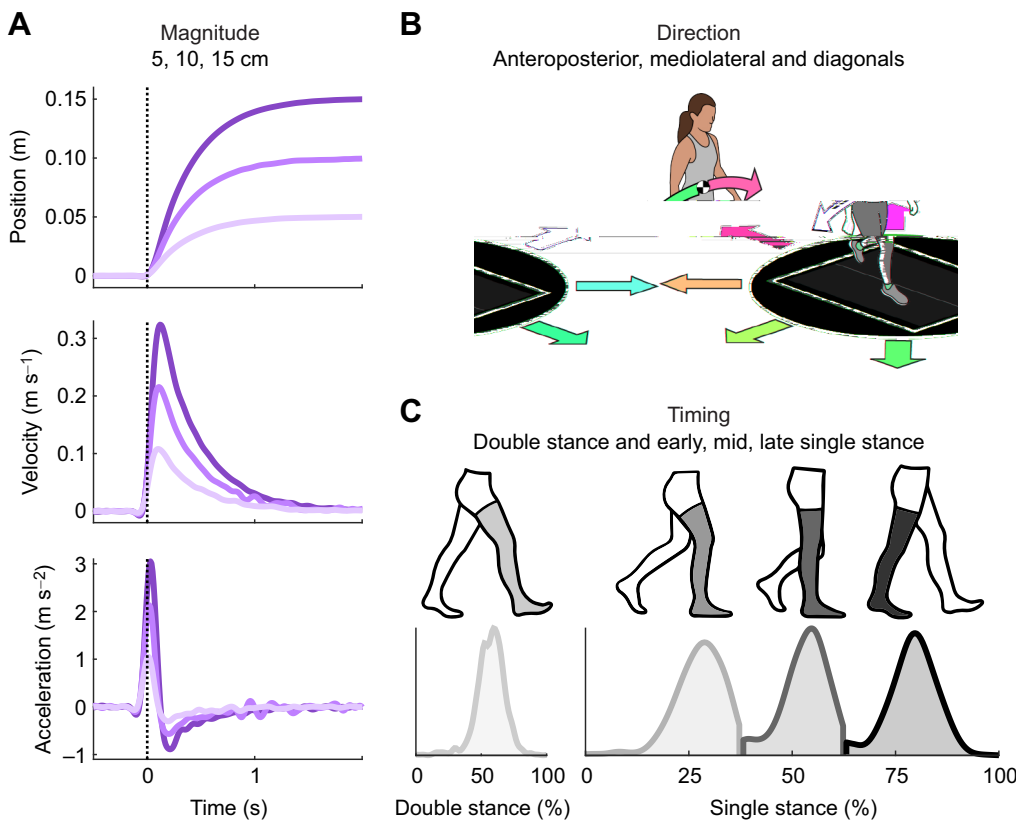 A
Magnitude
5, 10, 15 cm
Position (m)
0.15
0.10
0.05
0
Velocity (m s⁻¹)
0.3
0.2
0.1
0
Acceleration (m s⁻²)
3
2
1
0
–1
0
1
Time (s)
B
Direction
Anteroposterior, mediolateral and diagonals
C
Timing
Double stance and early, mid, late single stance
0
50
100
Double stance (%)
0
25
50
75
100
Single stance (%)